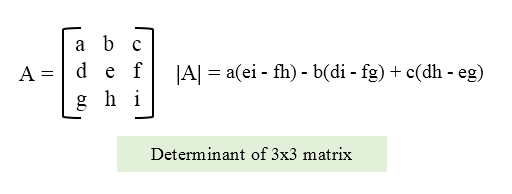 a b c
A = d e f |A| = a(ei - fh) - b(di - fg) + c(dh - eg)
g h i
Determinant of 3x3 matrix